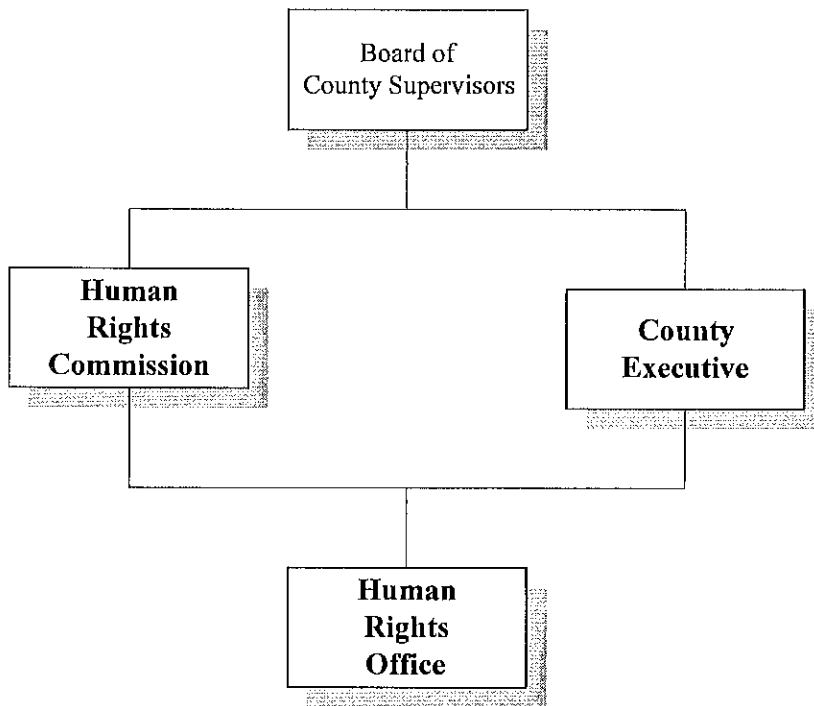 Board of
County Supervisors
Human
Rights
Commission
County
Executive
Human
Rights
Office